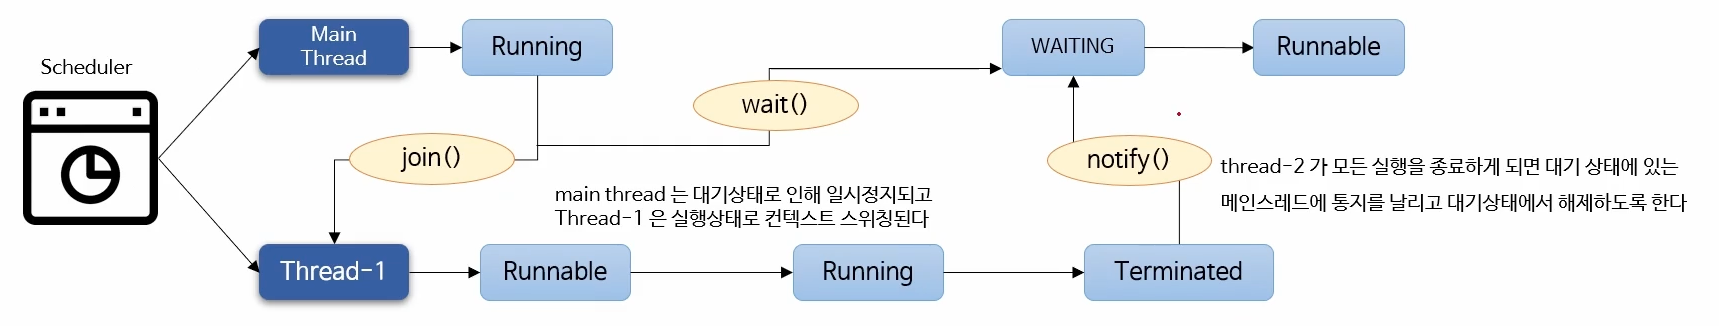 Scheduler
Main
Thread
Running
WAITING
Runnable
wait()
join()
notify()
main thread 는 대기상태로 인해 일시정지되고
Thread-1 은 실행상태로 컨텍스트 스위칭된다
thread-2 가 모든 실행을 종료하게 되면 대기 상태에 있는
메인스레드에 통지를 날리고 대기상태에서 해제하도록 한다
Thread-1
Runnable
Running
Terminated